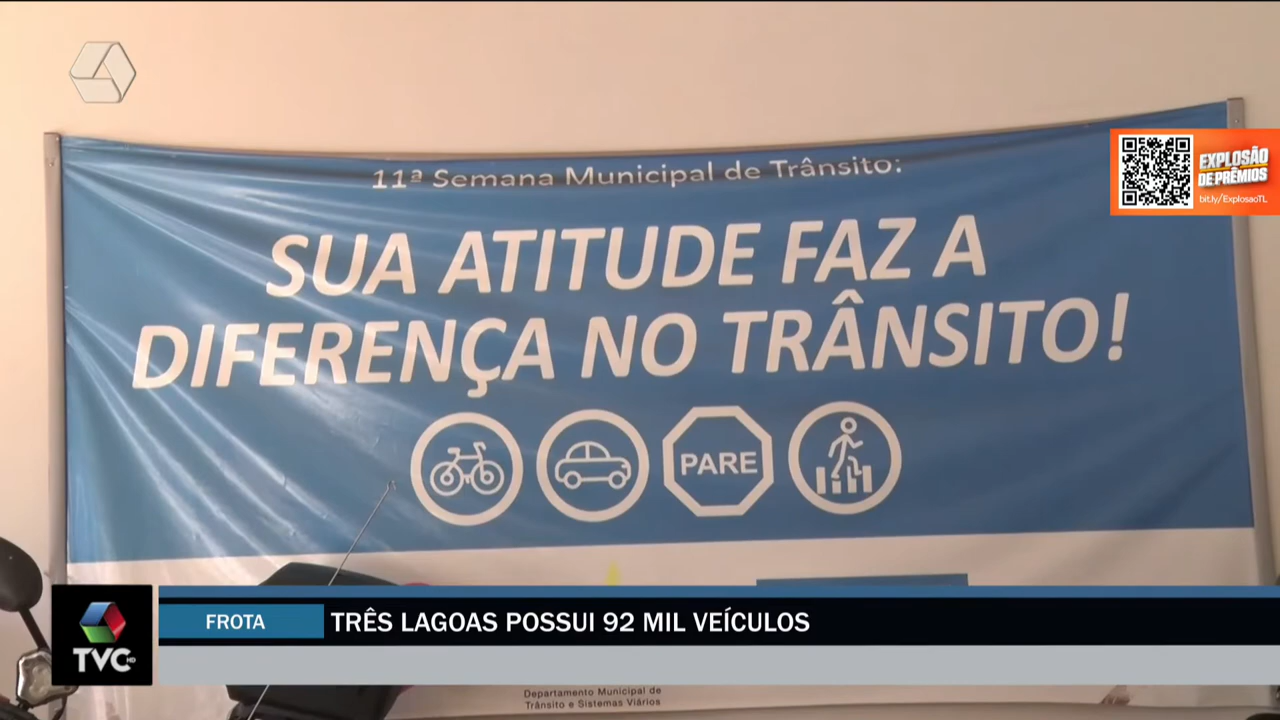 11ª Semana Municipal de Trânsito:
SUA ATITUDE FAZ A
DIFERENÇA NO TRÂNSITO!
PARE
EXPLOSÃO
DE PRÊMIOS
bit.ly/ExplosaoTL
FROTA
TRÊS LAGOAS POSSUI 92 MIL VEÍCULOS
TVC HD
Departamento Municipal de
Trânsito e Sistemas Viários